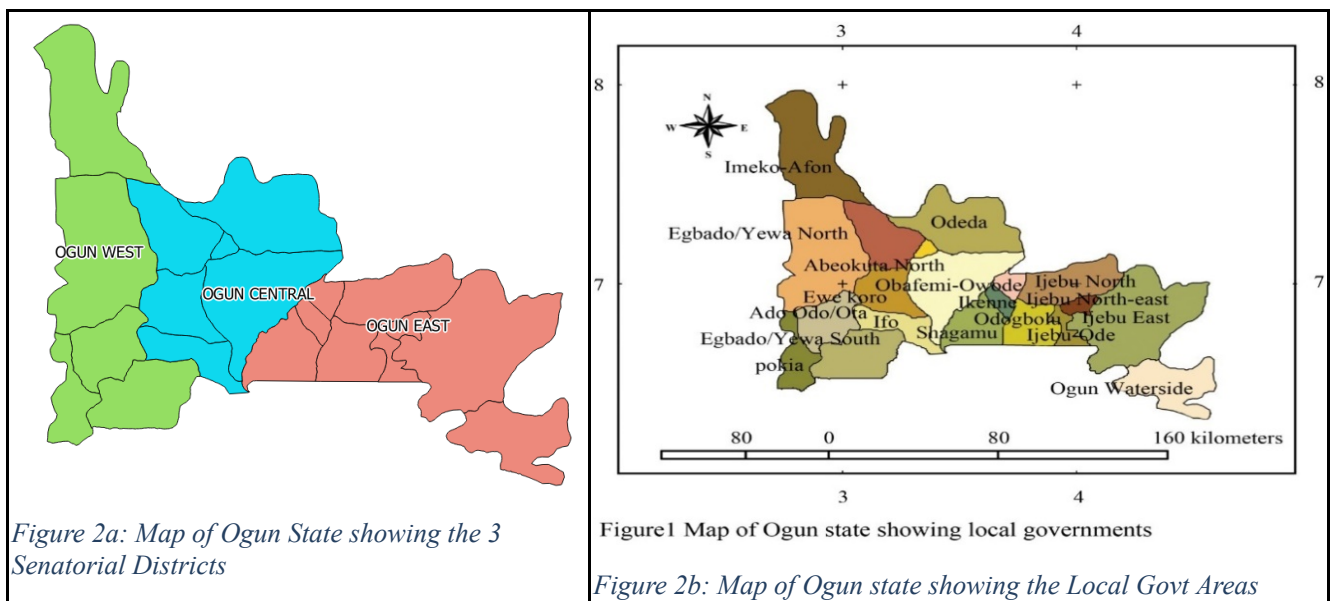 OGUN WEST
OGUN CENTRAL
OGUN EAST
Figure 2a: Map of Ogun State showing the 3
Senatorial Districts
3 4
8 8
N
W E
S
Imeko-Afon
Odeda
Egbado/Yewa North
Abeokuta North
7 7
Obafemi-Owode
Ijebu North
Ewekoro
Ikenne
Ijebu North-east
Ado Odo/Ota
Ifo
Odogbolu
Ijebu East
Egbado/Yewa South
Shagamu
Ijebu-Ode
pokia
Ogun Waterside
80 0 80 160 kilometers
3 4
Figure1 Map of Ogun state showing local governments
Figure 2b: Map of Ogun state showing the Local Govt Areas